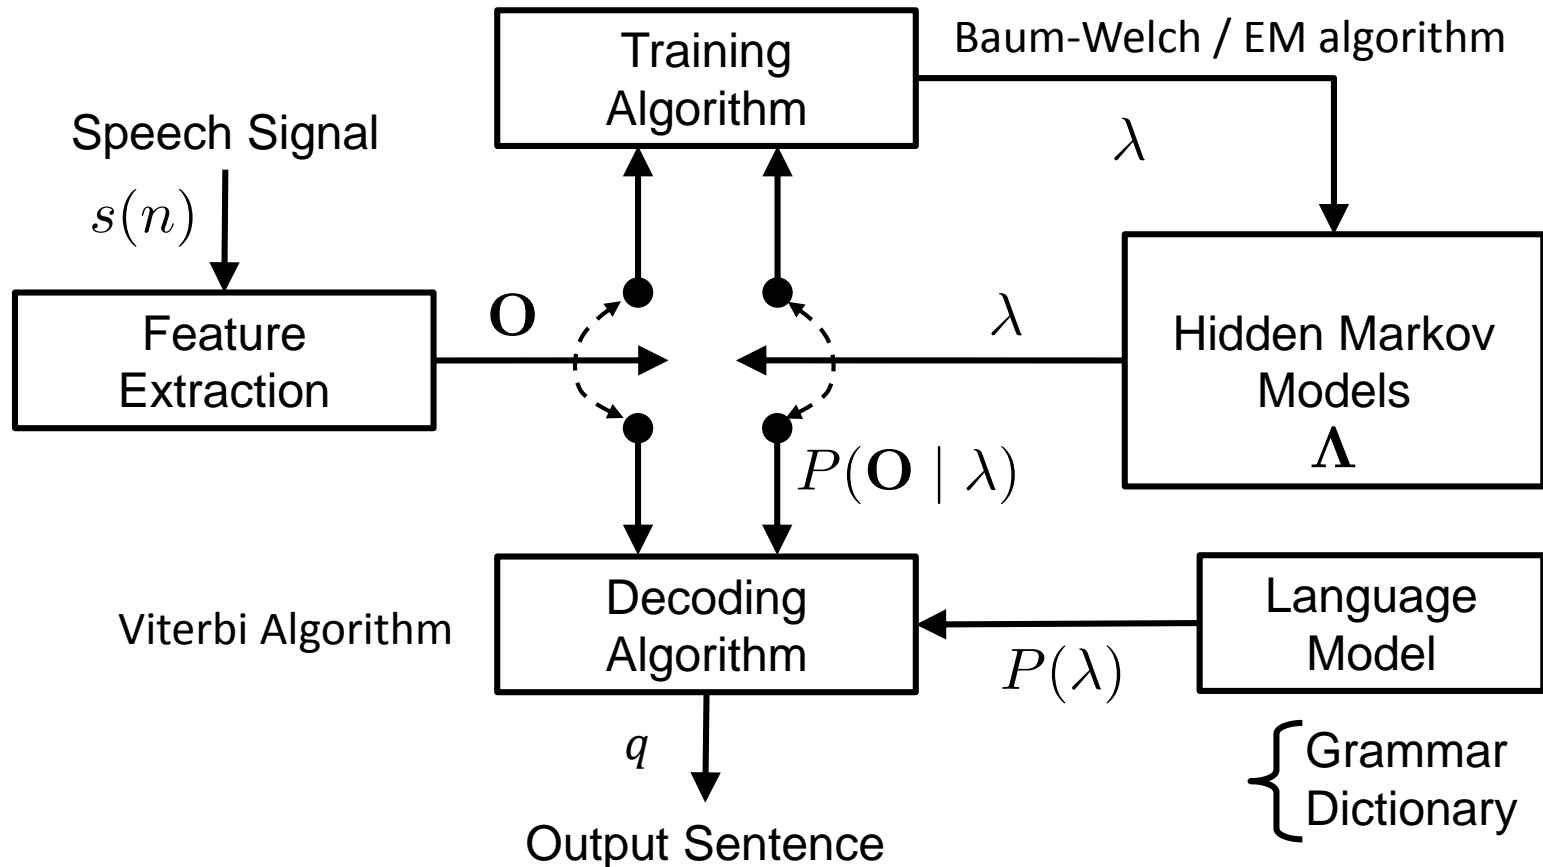 Training
Algorithm
Baum-Welch / EM algorithm
Speech Signal
s(n)
λ
Feature
Extraction
O
λ
Hidden Markov
Models
Λ
P(O | λ)
Viterbi Algorithm
Decoding
Algorithm
P(λ)
Language
Model
q
Grammar
Dictionary
Output Sentence